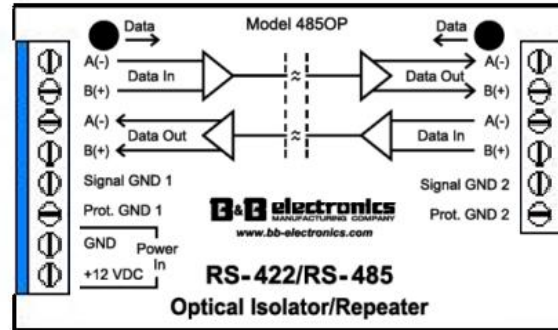 Data Model 485OP Data
A(-) Data In Data Out A(-)
B(+) B(+)
A(-) Data Out Data In A(-)
B(+) B(+)
Signal GND 1 Signal GND 2
Prot. GND 1 Prot. GND 2
B&B electronics
MANUFACTURING COMPANY
www.bb-electronics.com
GND Power In
+12 VDC
RS-422/RS-485
Optical Isolator/Repeater